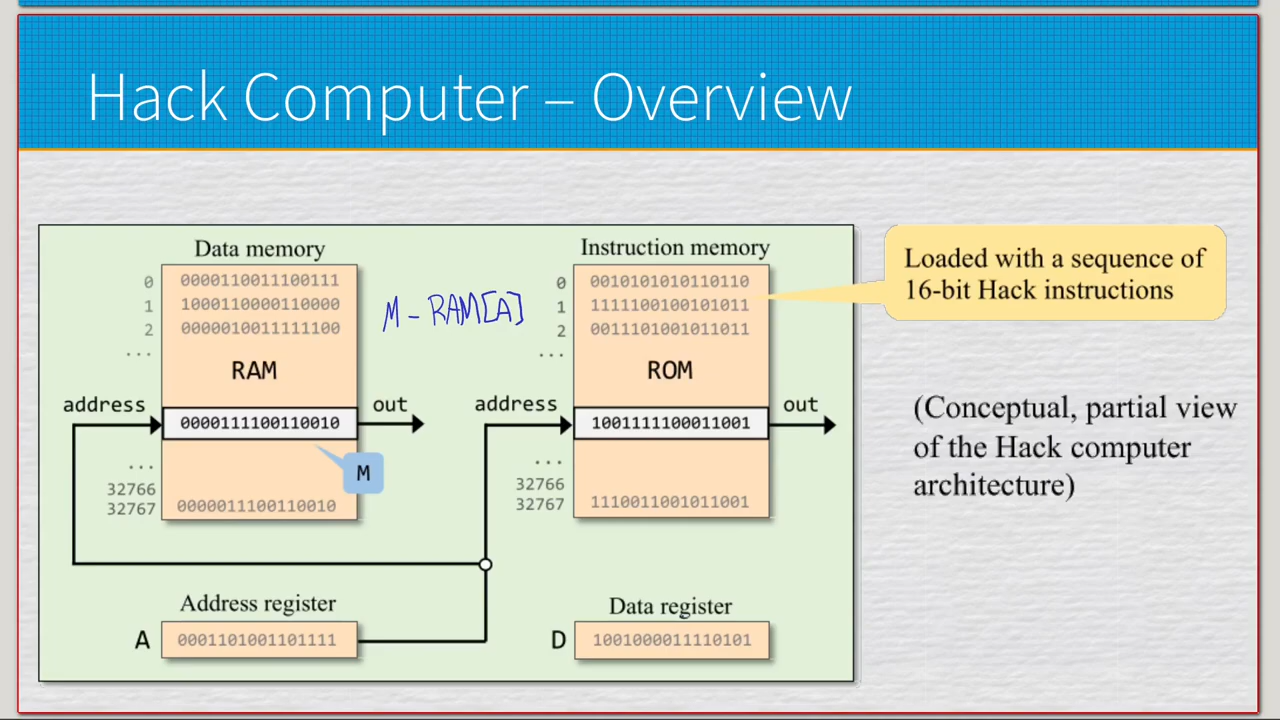 Hack Computer – Overview
Data memory
0 0000110011100111
1 1000110000110000
2 0000010011111100
...
RAM
address
0000111100110010
out
M
...
32766
32767 0000011100110010
M - RAM[A]
Instruction memory
0 0010101010110110
1 1111100100101011
2 0011101001011011
...
ROM
address
1001111100011001
out
...
32766
32767 1110011001011001
Address register
A 0001101001101111
Data register
D 1001000011110101
Loaded with a sequence of
16-bit Hack instructions
(Conceptual, partial view
of the Hack computer
architecture)